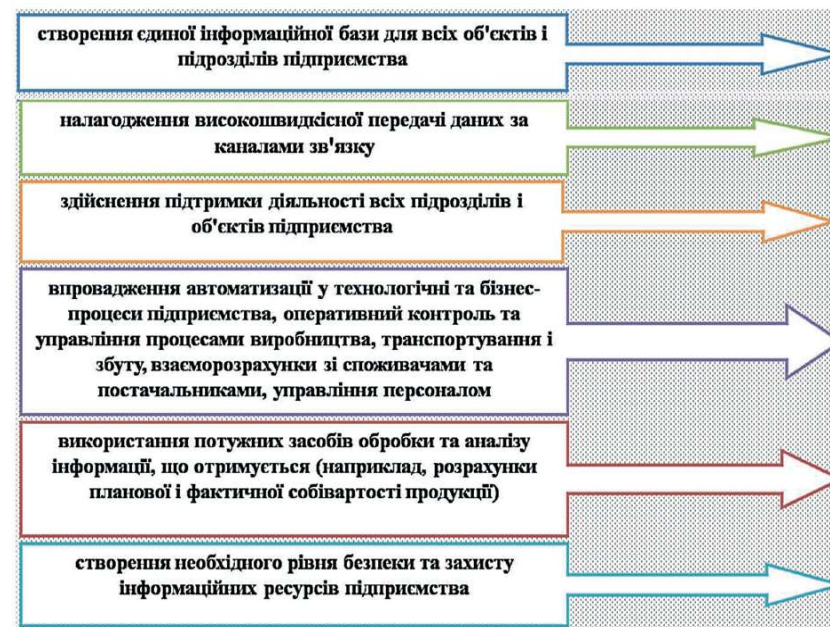 створення єдиної інформаційної бази для всіх об'єктів і
підрозділів підприємства
налагодження високошвидкісної передачі даних за
каналами зв'язку
здійснення підтримки діяльності всіх підрозділів і
об'єктів підприємства
впровадження автоматизації у технологічні та бізнес-
процеси підприємства, оперативний контроль та
управління процесами виробництва, транспортування і
збуту, взаєморозрахунки зі споживачами та
постачальниками, управління персоналом
використання потужних засобів обробки та аналізу
інформації, що отримується (наприклад, розрахунки
планової і фактичної собівартості продукції)
створення необхідного рівня безпеки та захисту
інформаційних ресурсів підприємства